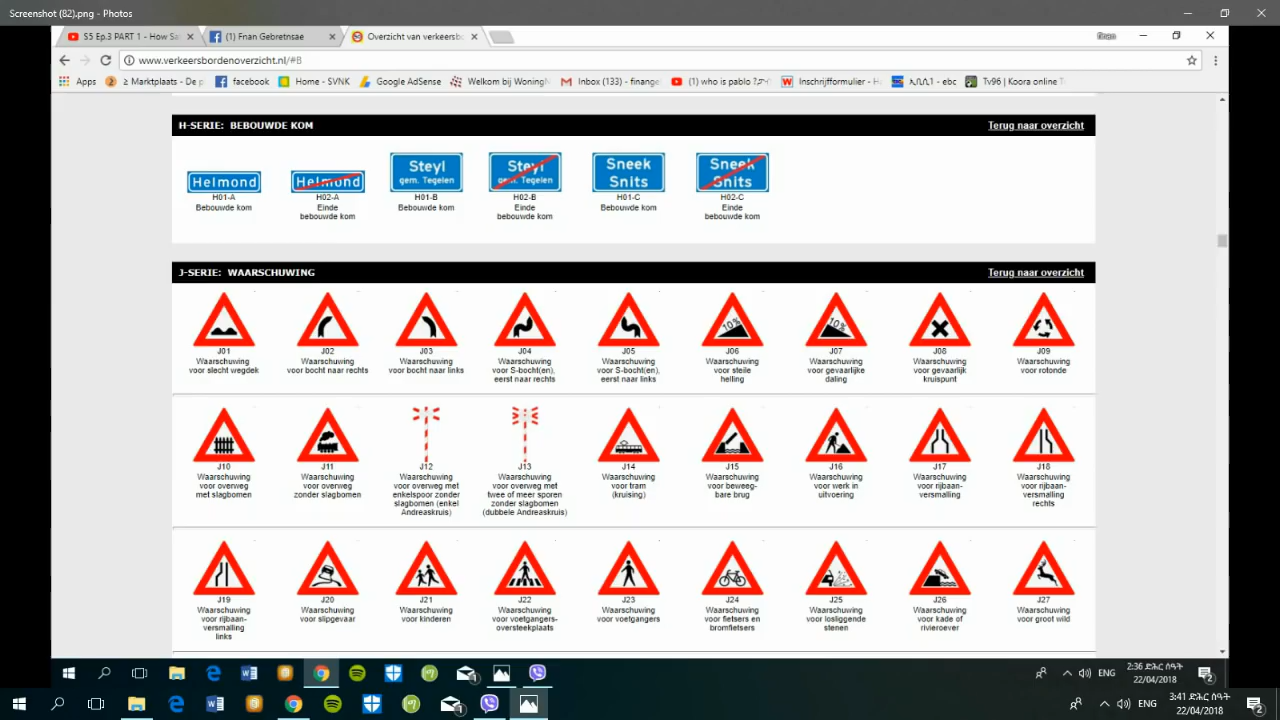 Screenshot (82).png - Photos
S5 Ep.3 PART 1 - How Sa
(1) Fnan Gebretnsae
Overzicht van verkeersbo
www.verkeersbordenoverzicht.nl/#8
Apps
Marktplaats - De p
facebook
Home - SVNK
Google AdSense
Welkom bij WoningN
Inbox (133) - finange
Inschrijfformulier - H
Tv96 | Koora online T
H-SERIE: BEBOUWDE KOM
Terug naar overzicht
Helmond
Helmond
Steyl
gem. Tegelen
Steyl
gem. Tegelen
Sneek
Snits
Sneek
Snits
H01-A
Bebouwde kom
H02-A
Einde
bebouwde kom
H01-B
Bebouwde kom
H02-B
Einde
bebouwde kom
H01-C
Bebouwde kom
H02-C
Einde
bebouwde kom
J-SERIE: WAARSCHUWING
Terug naar overzicht
J01
Waarschuwing
voor slecht wegdek
J02
Waarschuwing
voor bocht naar rechts
J03
Waarschuwing
voor bocht naar links
J04
Waarschuwing
voor S-bocht(en),
eerst naar rechts
J05
Waarschuwing
voor S-bocht(en),
eerst naar links
10%
J06
Waarschuwing
voor steile
helling
10%
J07
Waarschuwing
voor gevaarlijke
daling
J08
Waarschuwing
voor gevaarlijk
kruispunt
J09
Waarschuwing
voor rotonde
J10
Waarschuwing
voor overweg
met slagbomen
J11
Waarschuwing
voor overweg
zonder slagbomen
J12
Waarschuwing
voor overweg met
enkelspoor zonder
slagbomen (enkel
Andreaskruis)
J13
Waarschuwing
voor overweg met
twee of meer sporen
zonder slagbomen
(dubbele Andreaskruis)
J14
Waarschuwing
voor tram
(kruising)
J15
Waarschuwing
voor beweeg-
bare brug
J16
Waarschuwing
voor werk in
uitvoering
J17
Waarschuwing
voor rijbaan-
versmalling
J18
Waarschuwing
voor rijbaan-
versmalling
rechts
J19
Waarschuwing
voor rijbaan-
versmalling
links
J20
Waarschuwing
voor slipgevaar
J21
Waarschuwing
voor kinderen
J22
Waarschuwing
voor voetgangers-
oversteekplaats
J23
Waarschuwing
voor voetgangers
J24
Waarschuwing
voor fietsers en
bromfietsers
J25
Waarschuwing
voor losliggende
stenen
J26
Waarschuwing
voor kade of
rivieroever
J27
Waarschuwing
voor groot wild
ENG
2:36 ድሕር ሰዓት
22/04/2018
ENG
3:41 ድሕር ሰዓት
22/04/2018